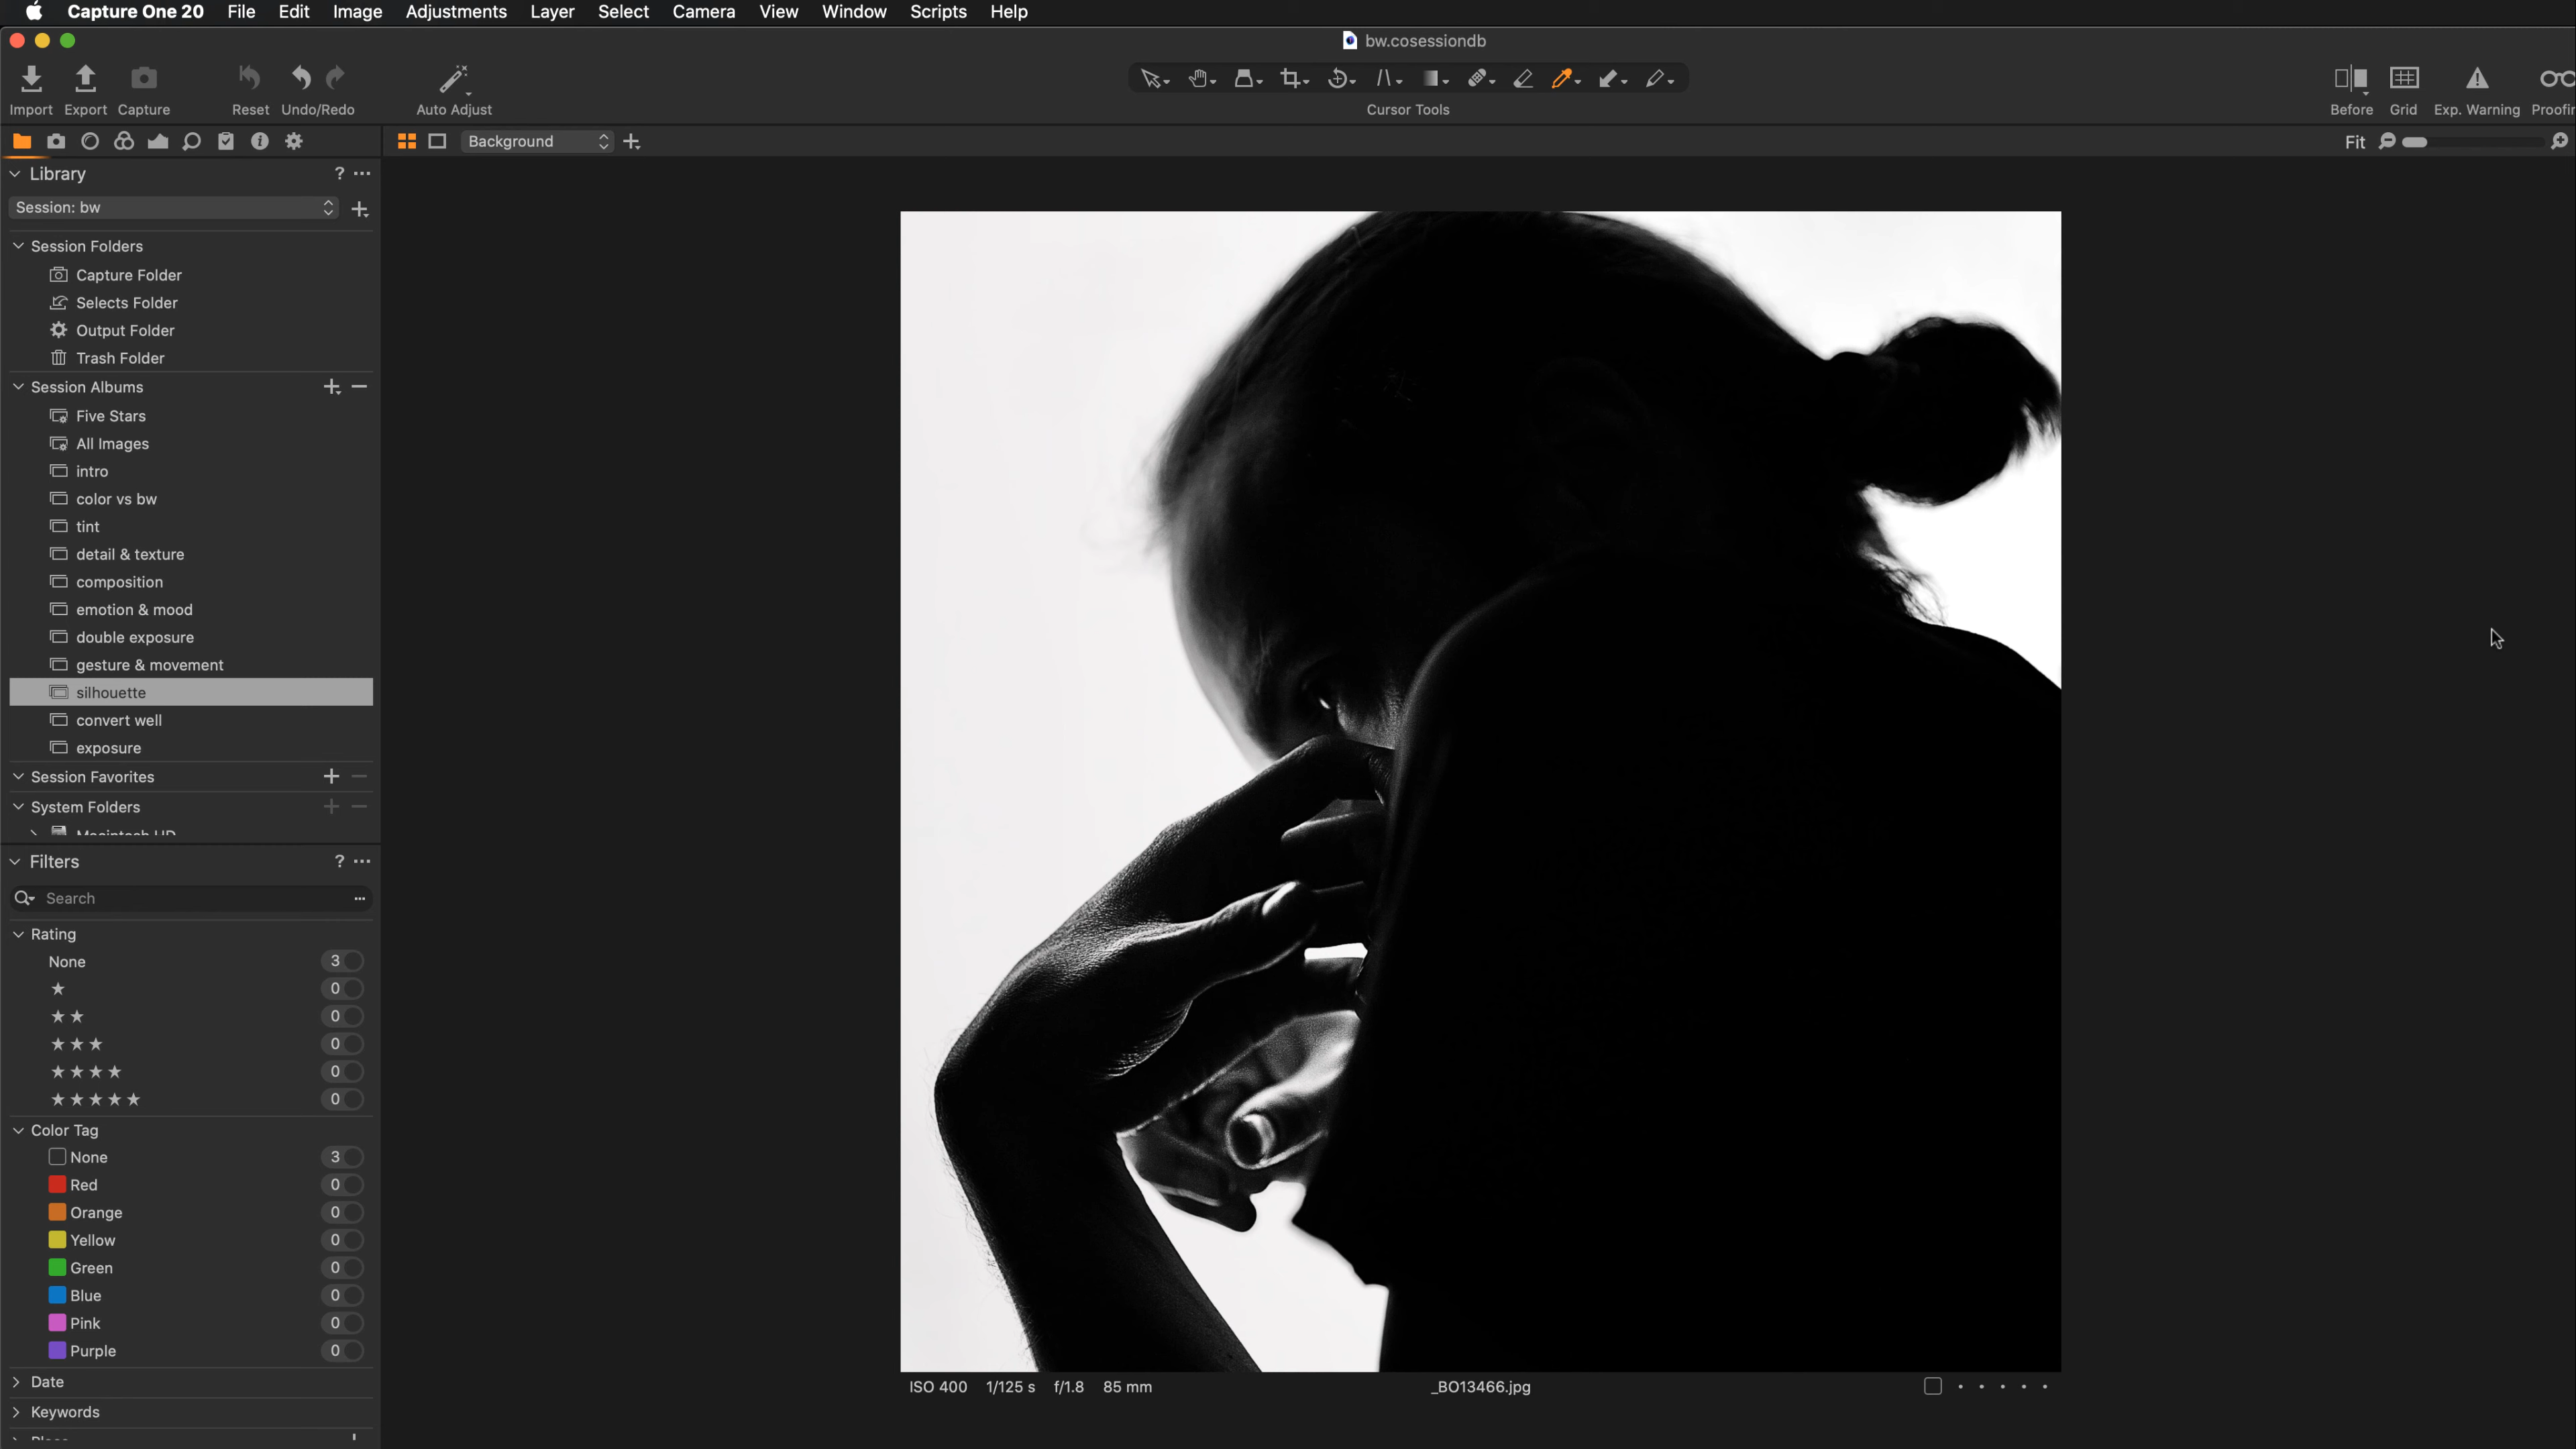 Capture One 20 File Edit Image Adjustments Layer Select Camera View Window Scripts Help
bw.cosessiondb
Import Export Capture Reset Undo/Redo Auto Adjust Cursor Tools Before Grid Exp. Warning
Background Fit
Library ?
Session: bw
Session Folders
Capture Folder
Selects Folder
Output Folder
Trash Folder
Session Albums
Five Stars
All Images
intro
color vs bw
tint
detail & texture
composition
emotion & mood
double exposure
gesture & movement
silhouette
convert well
exposure
Session Favorites
System Folders
Macintosh HD
Filters ?
Search
Rating
None 3
★ 0
★★ 0
★★★ 0
★★★★ 0
★★★★★ 0
Color Tag
None 3
Red 0
Orange 0
Yellow 0
Green 0
Blue 0
Pink 0
Purple 0
Date
Keywords
ISO 400 1/125 s f/1.8 85 mm _BO13466.jpg